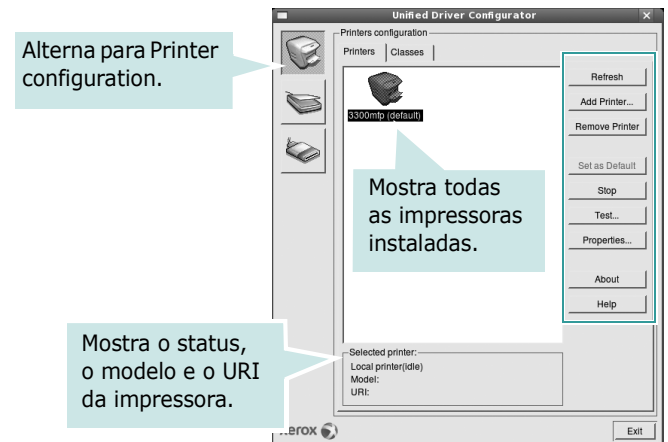 Unified Driver Configurator
Alterna para Printer
configuration.
Printers configuration
Printers
Classes
3300mfp (default)
Mostra todas
as impressoras
instaladas.
Refresh
Add Printer...
Remove Printer
Set as Default
Stop
Test...
Properties...
About
Help
Mostra o status,
o modelo e o URI
da impressora.
Selected printer:
Local printer(idle)
Model:
URI:
xerox
Exit